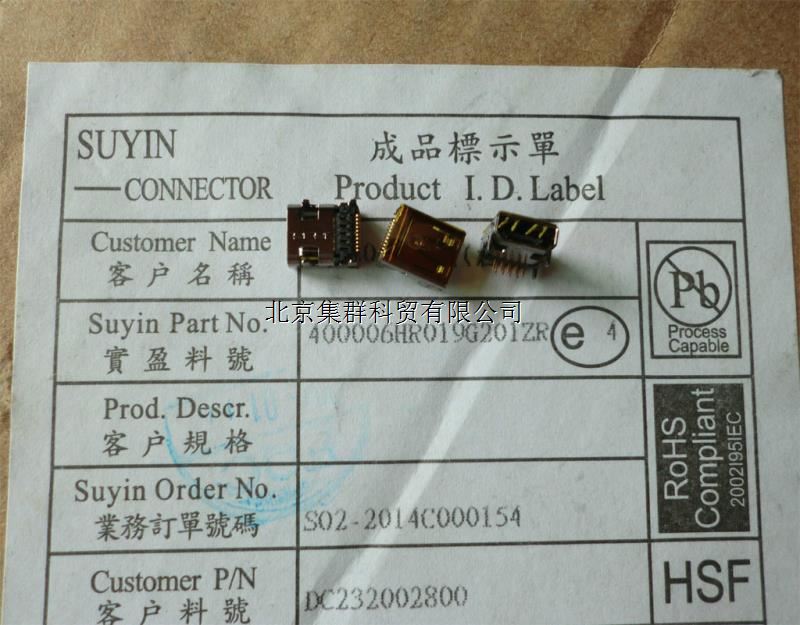 SUYIN
CONNECTOR
成品標示單
Product I. D. Label
Customer Name
客户名稱
北京集群科贸有限公司
Suyin Part No.
實盈料號
400006HR019G201ZR
e 4
Pb
Process
Capable
Prod. Descr.
客户規格
RoHS
Compliant
2002/95/EC
Suyin Order No.
業務訂單號碼
S02-2014C000154
Customer P/N
客户料號
DC232002800
HSF